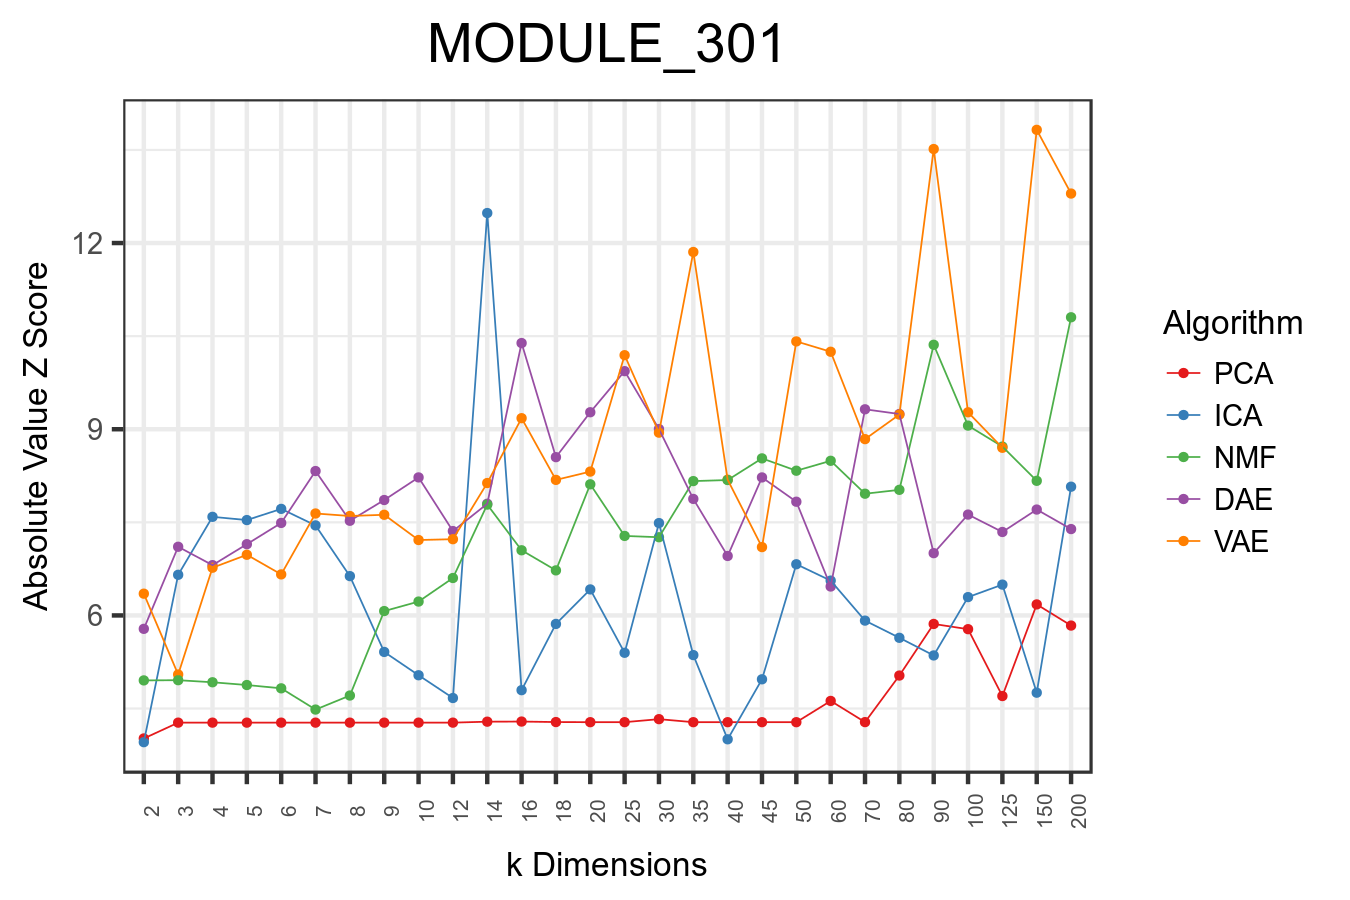 MODULE_301
Absolute Value Z Score
12
9
6
2 3 4 5 6 7 8 9 10 12 14 16 18 20 25 30 35 40 45 50 60 70 80 90 100 125 150 200
k Dimensions
Algorithm
PCA
ICA
NMF
DAE
VAE